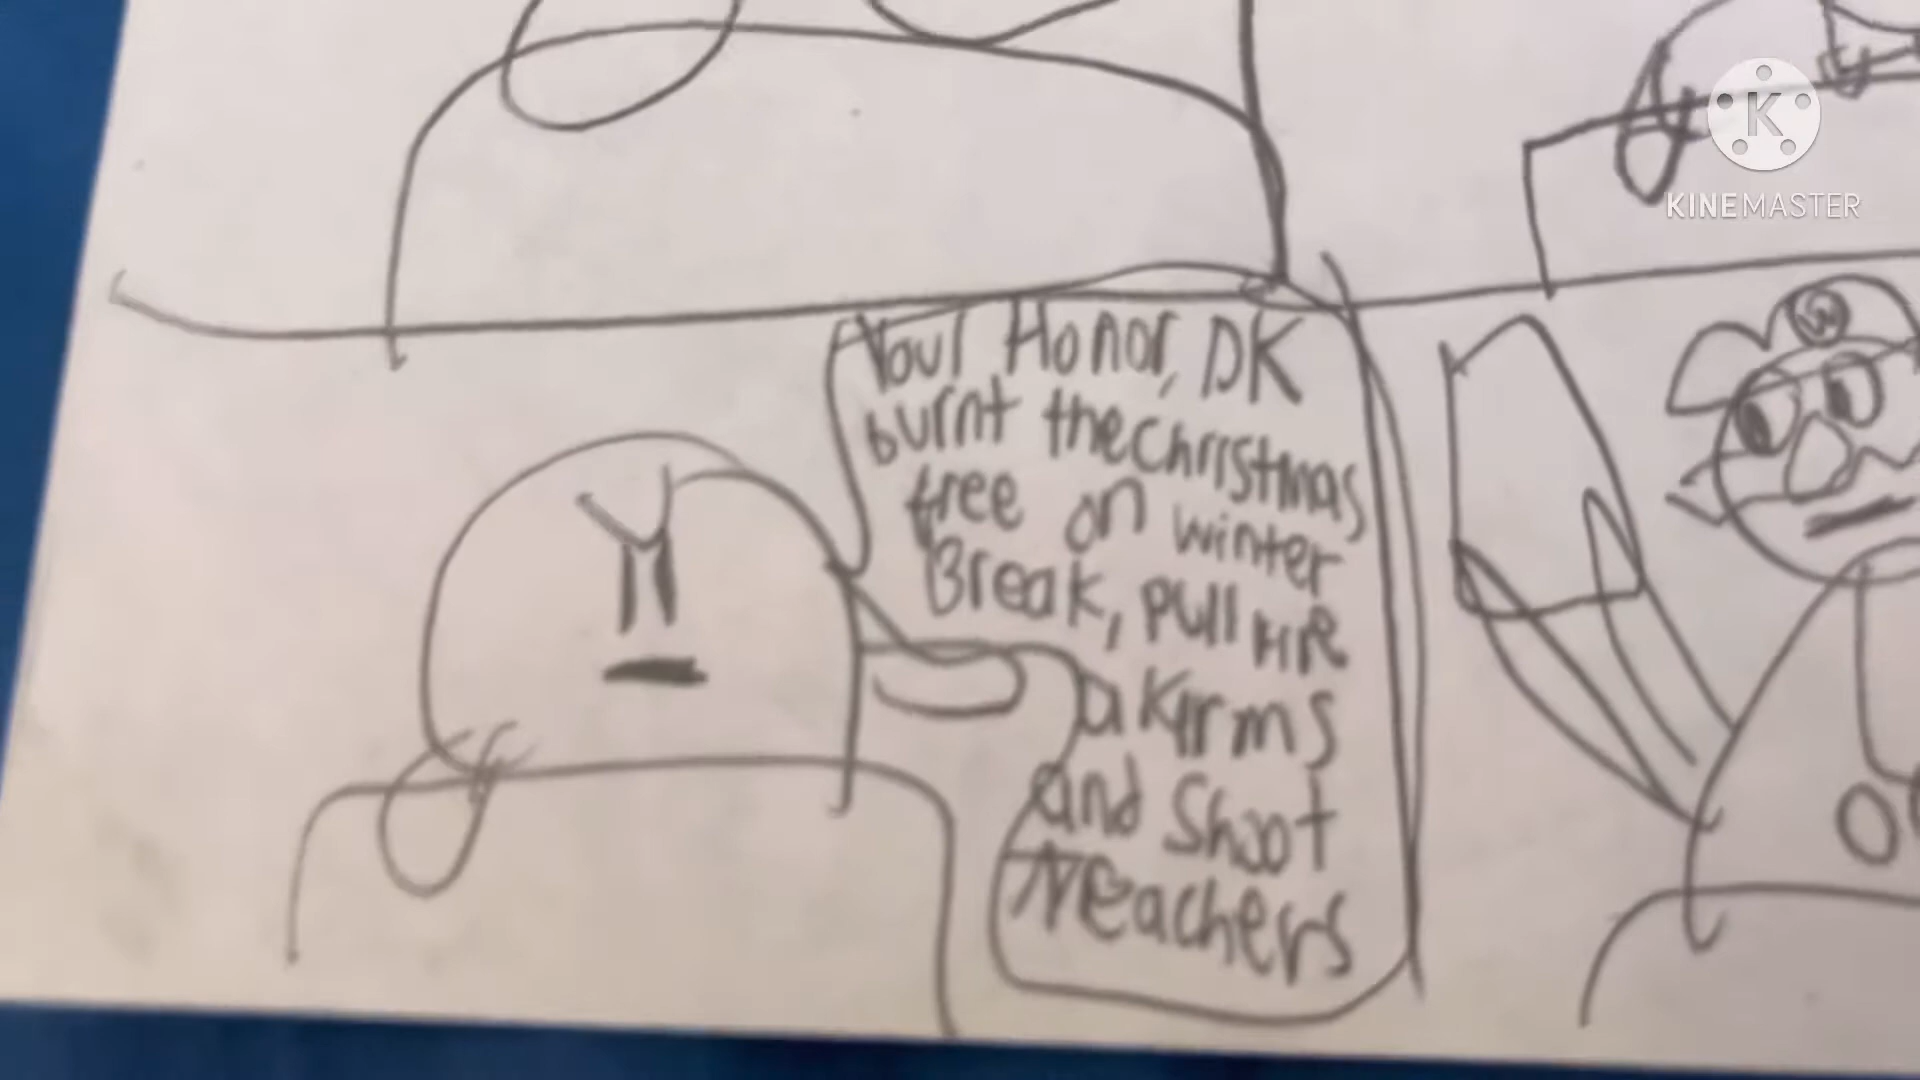 Your Honor, DK
burnt the christmas
tree on winter
Break, pull
a
and shoot
Teachers
K
KINEMASTER
W